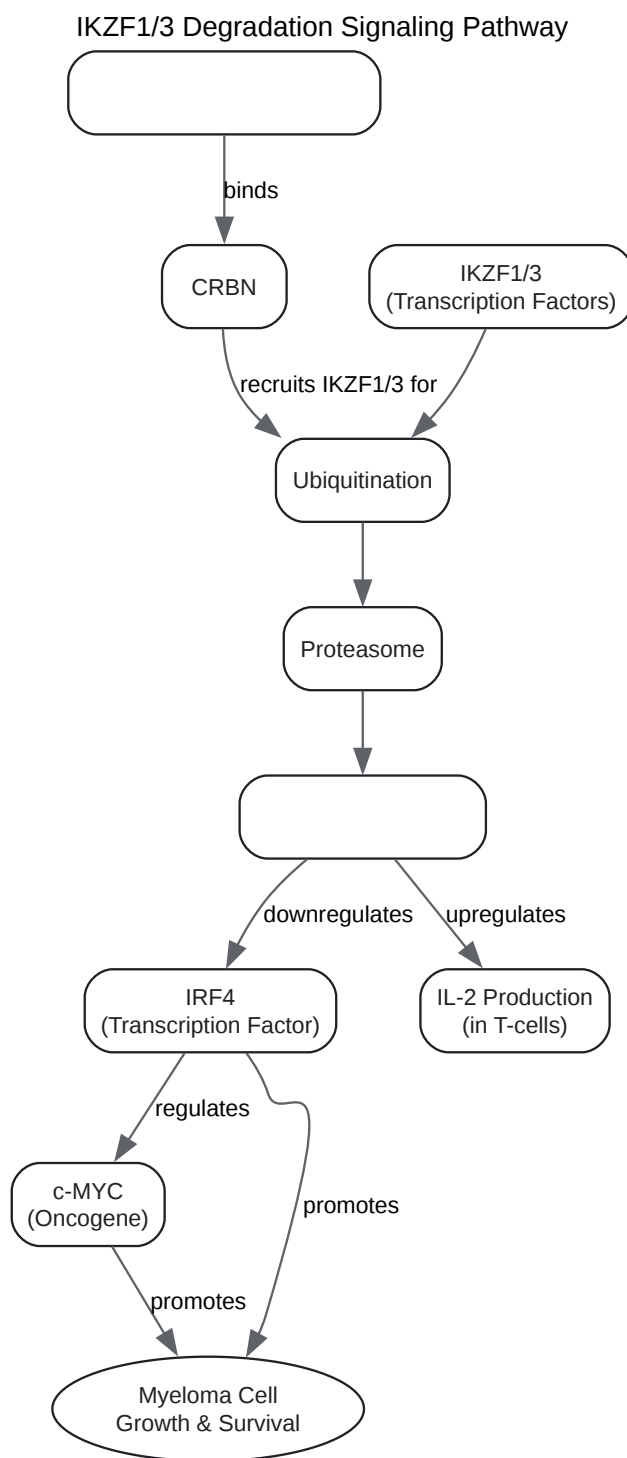 IKZF1/3 Degradation Signaling Pathway
binds
CRBN
IKZF1/3
(Transcription Factors)
recruits IKZF1/3 for
Ubiquitination
Proteasome
downregulates
upregulates
IRF4
(Transcription Factor)
IL-2 Production
(in T-cells)
regulates
c-MYC
(Oncogene)
promotes
promotes
Myeloma Cell
Growth & Survival